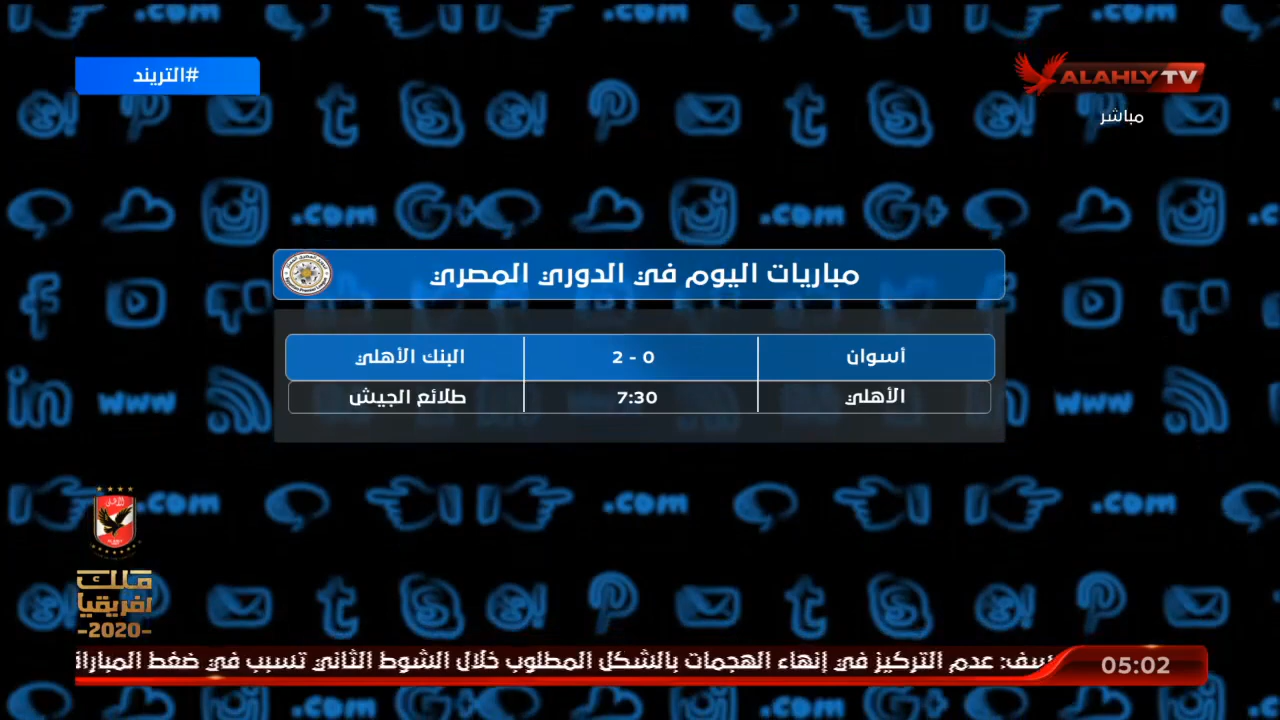 #التريند
ALAHLY TV
مباشر
مباريات اليوم في الدوري المصري
أسوان 0 - 2 البنك الأهلي
الأهلي 7:30 طلائع الجيش
ملك
افريقيا
-2020-
05:02
عدم التركيز في إنهاء الهجمات بالشكل المطلوب خلال الشوط الثاني تسبب في ضغط المباراة